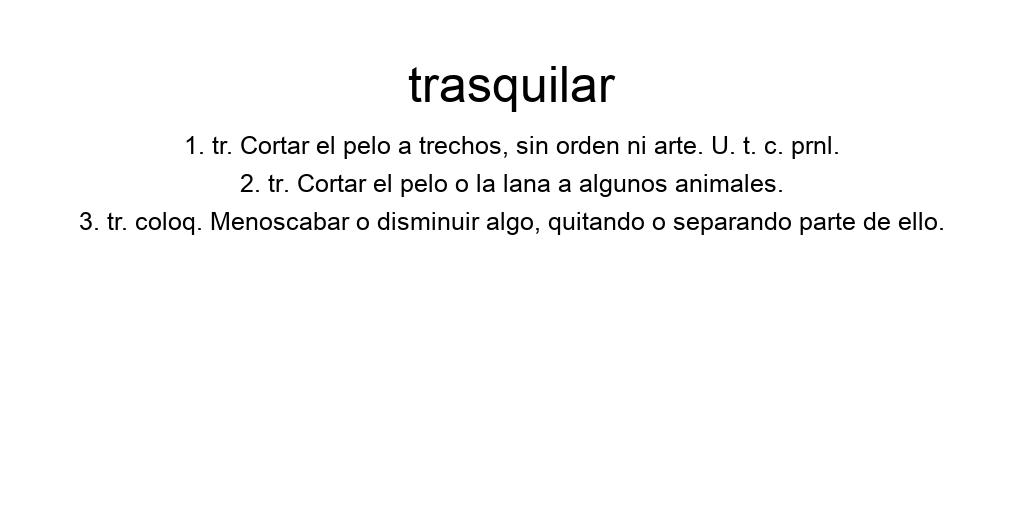 trasquilar
1. tr. Cortar el pelo a trechos, sin orden ni arte. U. t. c. prnl.
2. tr. Cortar el pelo o la lana a algunos animales.
3. tr. coloq. Menoscabar o disminuir algo, quitando o separando parte de ello.